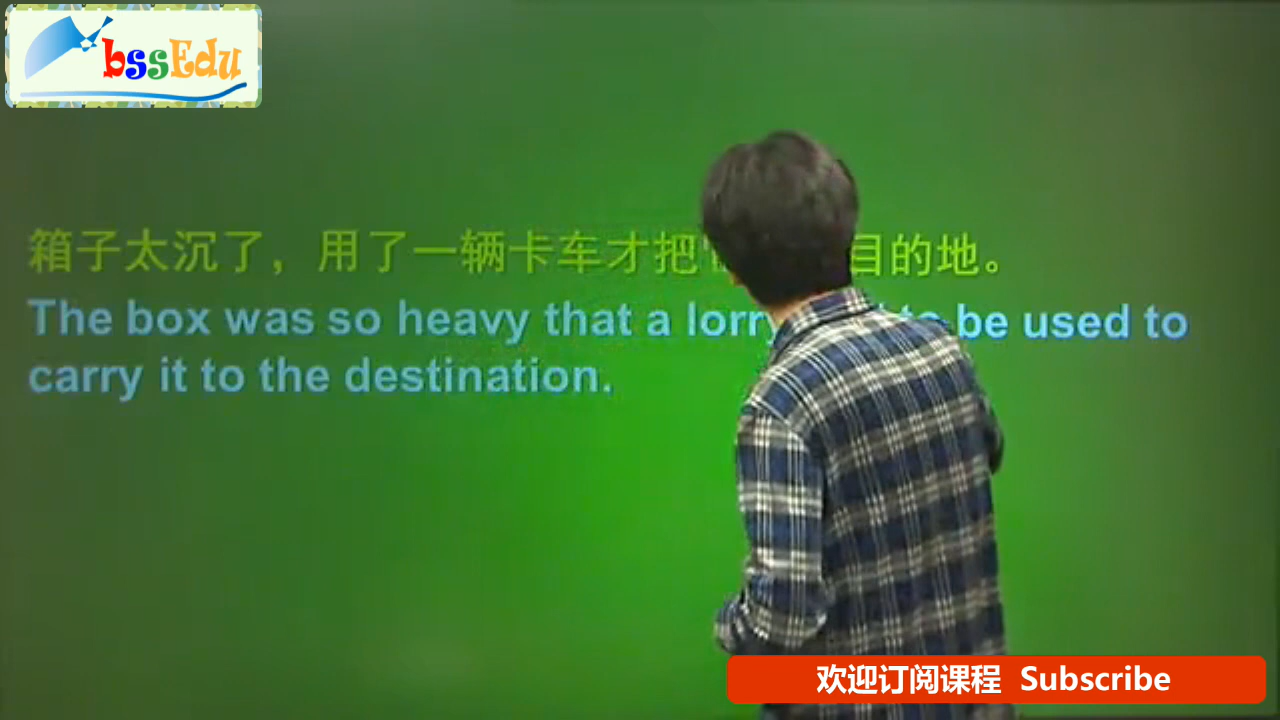 bssEdu
箱子太沉了，用了一辆卡车才把 目的地。
The box was so heavy that a lorry to be used to
carry it to the destination.
欢迎订阅课程 Subscribe